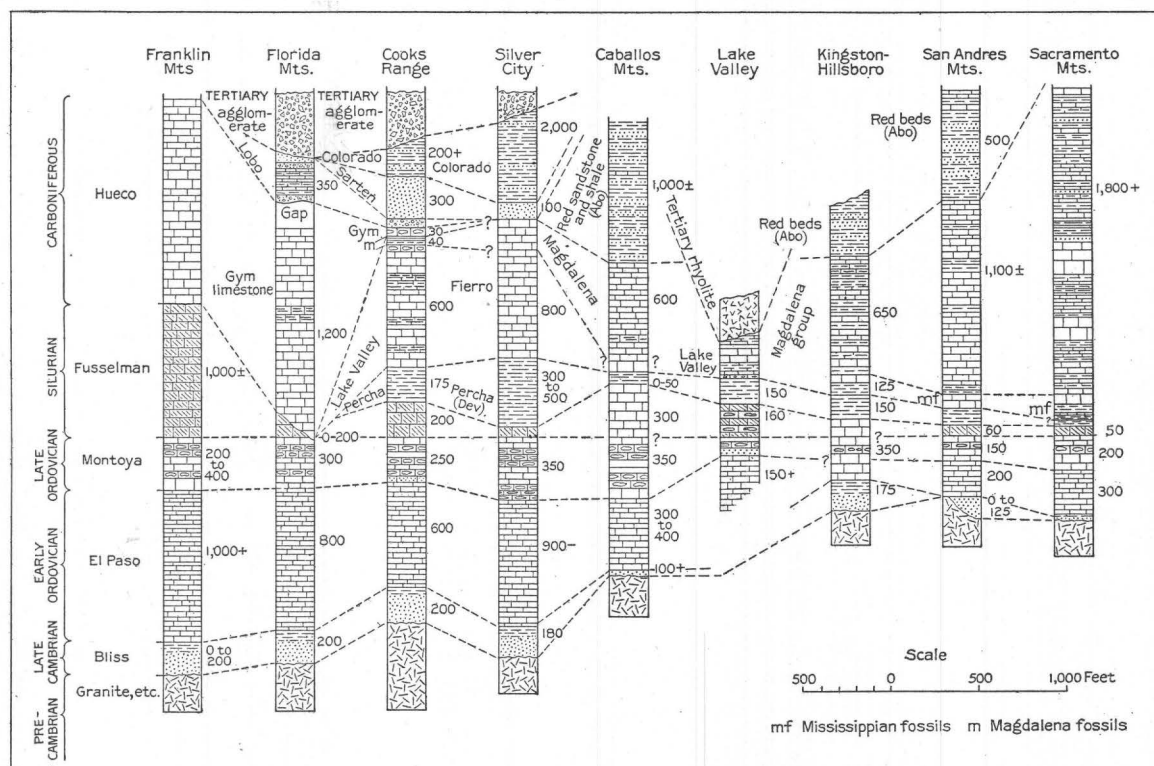 Franklin
Mts
Florida
Mts.
Cooks
Range
Silver
City
Caballos
Mts.
Lake
Valley
Kingston-
Hillsboro
San Andres
Mts.
Sacramento
Mts.
CARBONIFEROUS
SILURIAN
LATE
ORDOVICIAN
EARLY
ORDOVICIAN
LATE
CAMBRIAN
PRE-
CAMBRIAN
Hueco
Fusselman
Montoya
El Paso
Bliss
Granite, etc.
1,000±
200
to
400
1,000+
0 to
200
TERTIARY
agglom-
erate
Lobo
Gym
limestone
350
Gap
1,200
0-200
300
800
200
TERTIARY
agglom-
erate
Colorado
Sarten
Gym
m
Lake Valley
Percha
200+
Colorado
300
30
40
600
175
Percha
(Dev)
200
250
600
200
2,000
100
?
?
Fierro
800
300
to
500
350
900-
180
Red sandstone
and shale
(Abo)
Magdalena
1,000±
600
?
?
0-50
300
?
350
300
to
400
100+
Tertiary rhyolite
Lake
Valley
150
160
150+
Red beds
(Abo)
Magdalena
group
650
125
150
?
350
?
175
Red beds
(Abo)
500
1,100±
mf
60
150
200
0 to
125
1,800+
mf
50
200
300
Scale
500 0 500 1,000 Feet
mf Mississippian fossils m Magdalena fossils